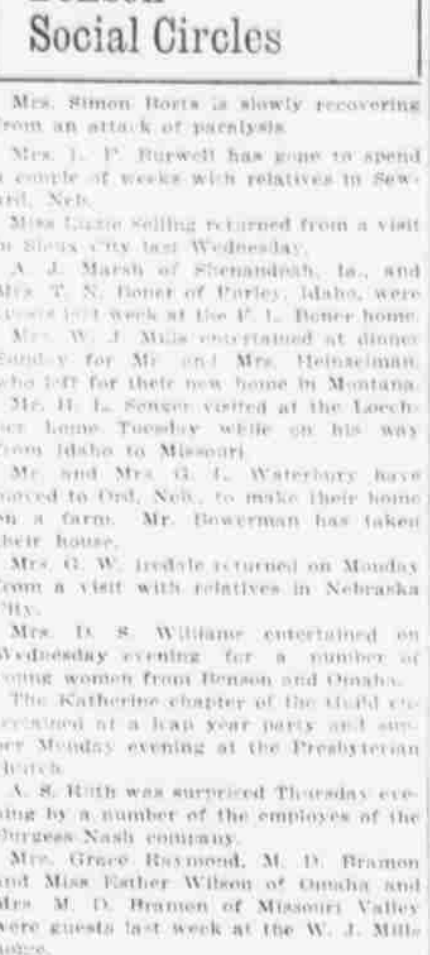 Benson
Social Circles
Mrs. Simon Borts is slowly recovering
from an attack of paralysis.
Mrs. L. P. Burwell has gone to spend
a couple of weeks with relatives in Sew-
ard, Neb.
Miss Lizzie Selling returned from a visit
in Sioux City last Wednesday.
A. J. Marsh of Shenandoah, Ia., and
Mrs. T. N. Boner of Purley, Idaho, were
guests last week at the P. L. Boner home.
Mrs. W. J. Mills entertained at dinner
Sunday for Mr. and Mrs. Heinzelman,
who left for their new home in Montana.
Mr. H. L. Senger visited at the Loech-
ner home Tuesday while on his way
from Idaho to Missouri.
Mr. and Mrs. G. L. Waterbury have
moved to Ord, Neb., to make their home
on a farm. Mr. Bowerman has taken
their house.
Mrs. G. W. Iredale returned on Monday
from a visit with relatives in Nebraska
City.
Mrs. D. S. Williams entertained on
Wednesday evening for a number of
young women from Benson and Omaha.
The Katherine chapter of the Guild en-
tertained at a leap year party and sup-
per Monday evening at the Presbyterian
church.
A. S. Ruth was surprised Thursday eve-
ning by a number of the employes of the
Burgess Nash company.
Mrs. Grace Raymond, M. D. Bramon
and Miss Esther Wilson of Omaha and
Mrs. M. D. Bramon of Missouri Valley
were guests last week at the W. J. Mills
home.